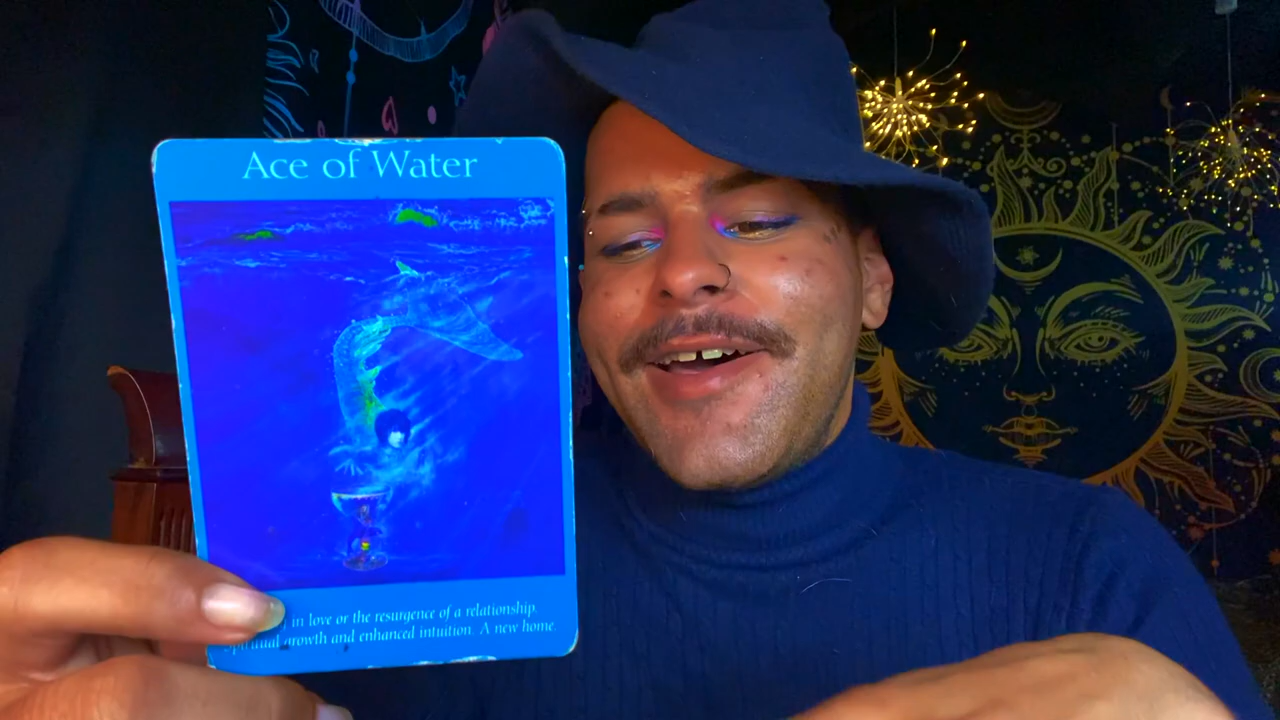 Ace of Water
in love or the resurgence of a relationship.
Spiritual growth and enhanced intuition. A new home.